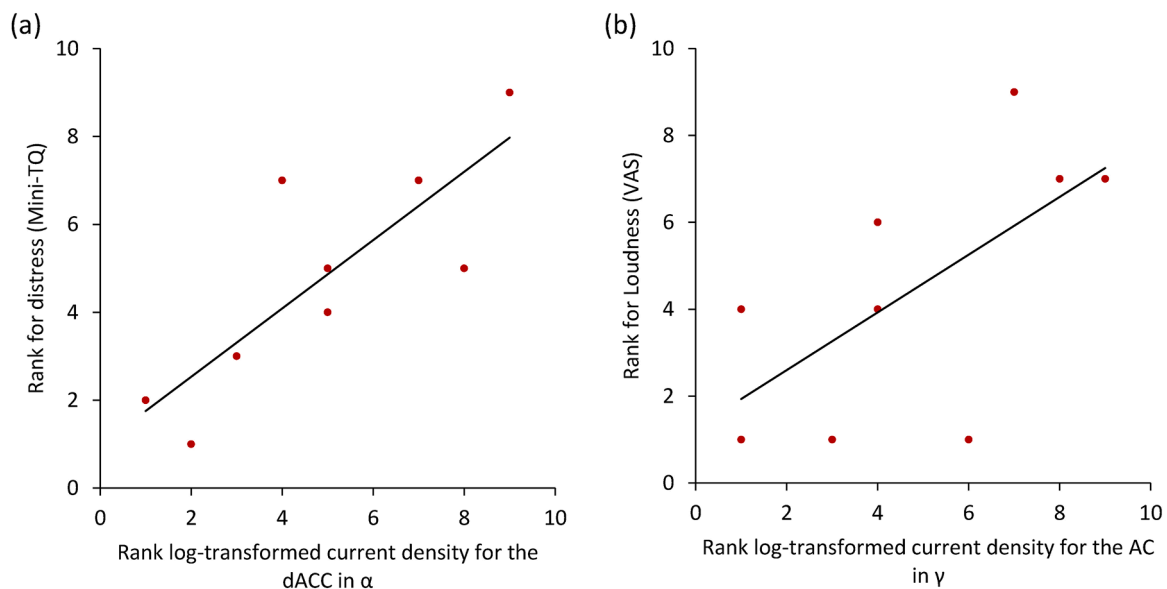 (a)
Rank for distress (Mini-TQ)
10
8
6
4
2
0
0 2 4 6 8 10
Rank log-transformed current density for the
dACC in α
(b)
Rank for Loudness (VAS)
10
8
6
4
2
0
0 2 4 6 8 10
Rank log-transformed current density for the AC
in γ